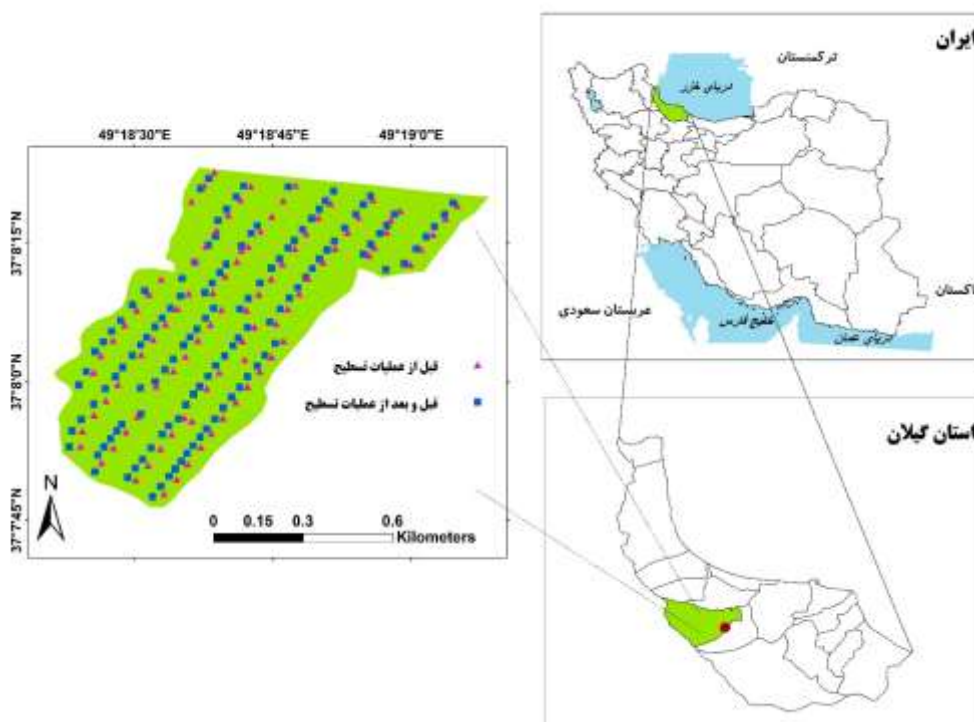 ایران
ترکمنستان
دریای خزر
پاکستان
عربستان سعودی
خلیج فارس
دریای عمان
استان گیلان
49°18'30"E
49°18'45"E
49°19'0"E
37°8'15"N
37°8'0"N
37°7'45"N
قبل از عملیات تسطیح
قبل و بعد از عملیات تسطیح
N
0 0.15 0.3 0.6
Kilometers